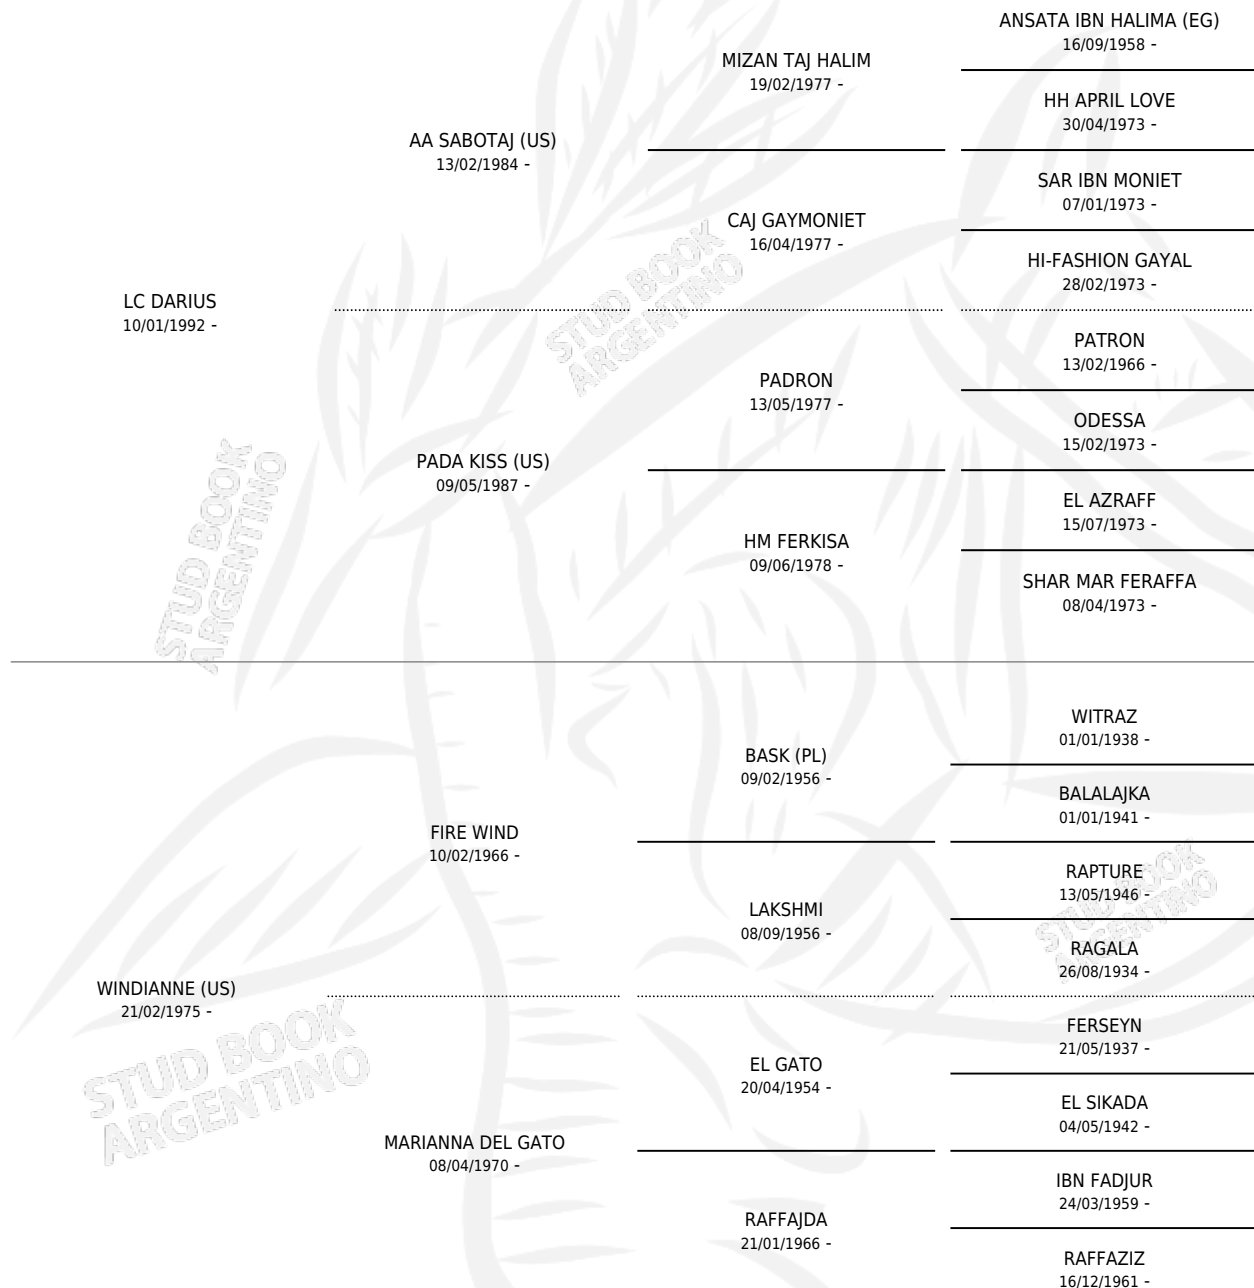 ANSATA IBN HALIMA (EG)
16/09/1958 -
MIZAN TAJ HALIM
19/02/1977 -
HH APRIL LOVE
30/04/1973 -
AA SABOTAJ (US)
13/02/1984 -
SAR IBN MONIET
07/01/1973 -
CAJ GAYMONIET
16/04/1977 -
HI-FASHION GAYAL
28/02/1973 -
LC DARIUS
10/01/1992 -
STUD BOOK
ARGENTINO
PATRON
13/02/1966 -
PADRON
13/05/1977 -
ODESSA
15/02/1973 -
PADA KISS (US)
09/05/1987 -
EL AZRAFF
15/07/1973 -
HM FERKISA
09/06/1978 -
SHAR MAR FERAFFA
08/04/1973 -
STUD BOOK
ARGENTINO
WITRAZ
01/01/1938 -
BASK (PL)
09/02/1956 -
BALALAJKA
01/01/1941 -
FIRE WIND
10/02/1966 -
RAPTURE
13/05/1946 -
LAKSHMI
08/09/1956 -
RAGALA
26/08/1934 -
STUD BOOK
ARGENTINO
WINDIANNE (US)
21/02/1975 -
STUD BOOK
ARGENTINO
FERSEYN
21/05/1937 -
EL GATO
20/04/1954 -
EL SIKADA
04/05/1942 -
MARIANNA DEL GATO
08/04/1970 -
IBN FADJUR
24/03/1959 -
RAFFAJDA
21/01/1966 -
RAFFAZIZ
16/12/1961 -